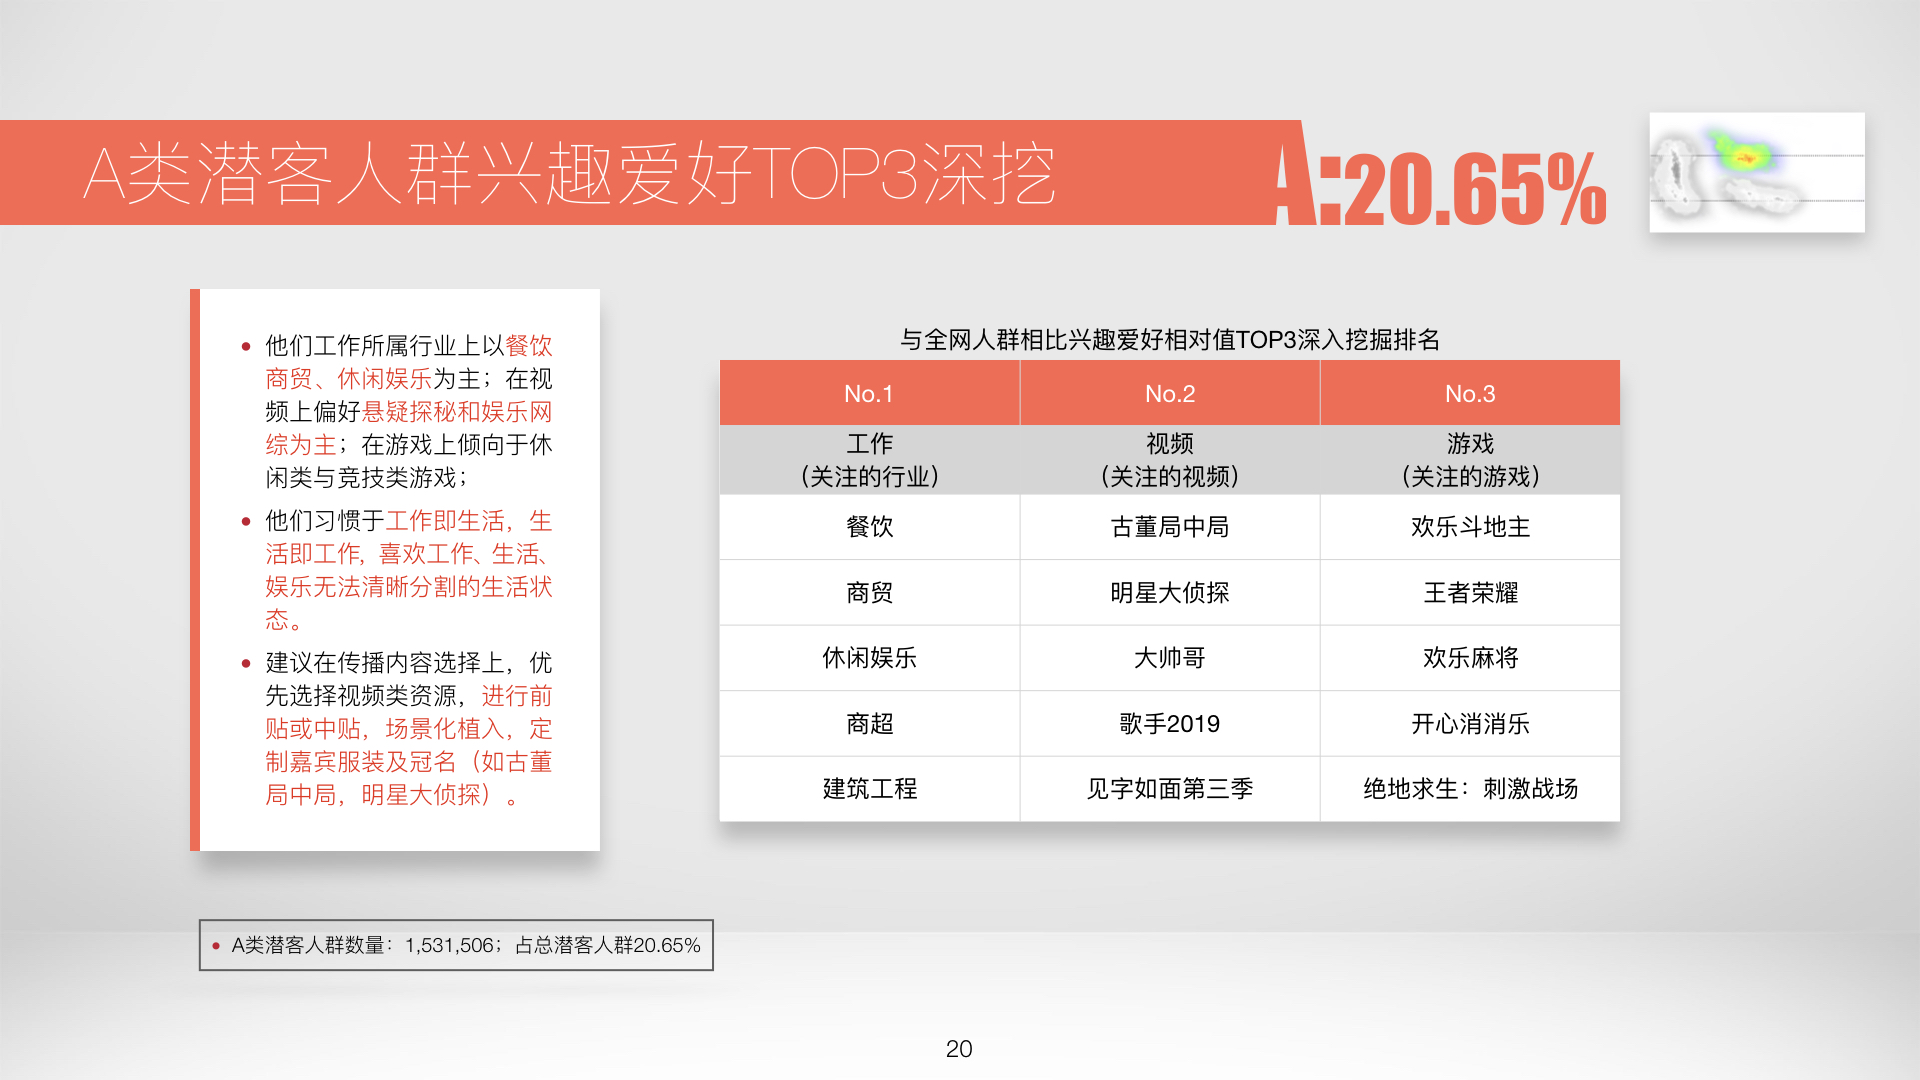 A类潜客人群兴趣爱好TOP3深挖
A:20.65%
他们工作所属行业上以餐饮
商贸、休闲娱乐为主；在视
频上偏好悬疑探秘和娱乐网
综为主；在游戏上倾向于休
闲类与竞技类游戏；
他们习惯于工作即生活，生
活即工作，喜欢工作、生活、
娱乐无法清晰分割的生活状
态。
建议在传播内容选择上，优
先选择视频类资源，进行前
贴或中贴，场景化植入，定
制嘉宾服装及冠名（如古董
局中局，明星大侦探）。
与全网人群相比兴趣爱好相对值TOP3深入挖掘排名
No.1 No.2 No.3
工作 视频 游戏
（关注的行业） （关注的视频） （关注的游戏）
餐饮 古董局中局 欢乐斗地主
商贸 明星大侦探 王者荣耀
休闲娱乐 大帅哥 欢乐麻将
商超 歌手2019 开心消消乐
建筑工程 见字如面第三季 绝地求生：刺激战场
A类潜客人群数量：1,531,506；占总潜客人群20.65%
20